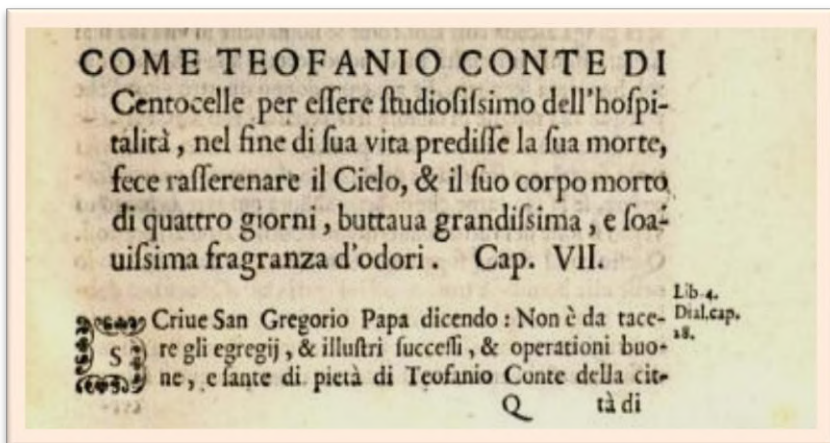 COME TEOFANIO CONTE DI
Centocelle per eſſere ſtudioſiſsimo dell'hoſpi-
talità, nel fine di ſua vita prediſſe la ſua morte,
fece raſſerenare il Cielo, & il ſuo corpo morto
di quattro giorni, buttaua grandiſsima, e ſoa-
uiſsima fragranza d'odori. Cap. VII.
Lib. 4.
Dial. cap.
28.
SCriue San Gregorio Papa dicendo: Non è da tace-
re gli egregij, & illuſtri ſucceſſi, & operationi buo-
ne, e ſante di pietà di Teofanio Conte della cit-
Q tà di